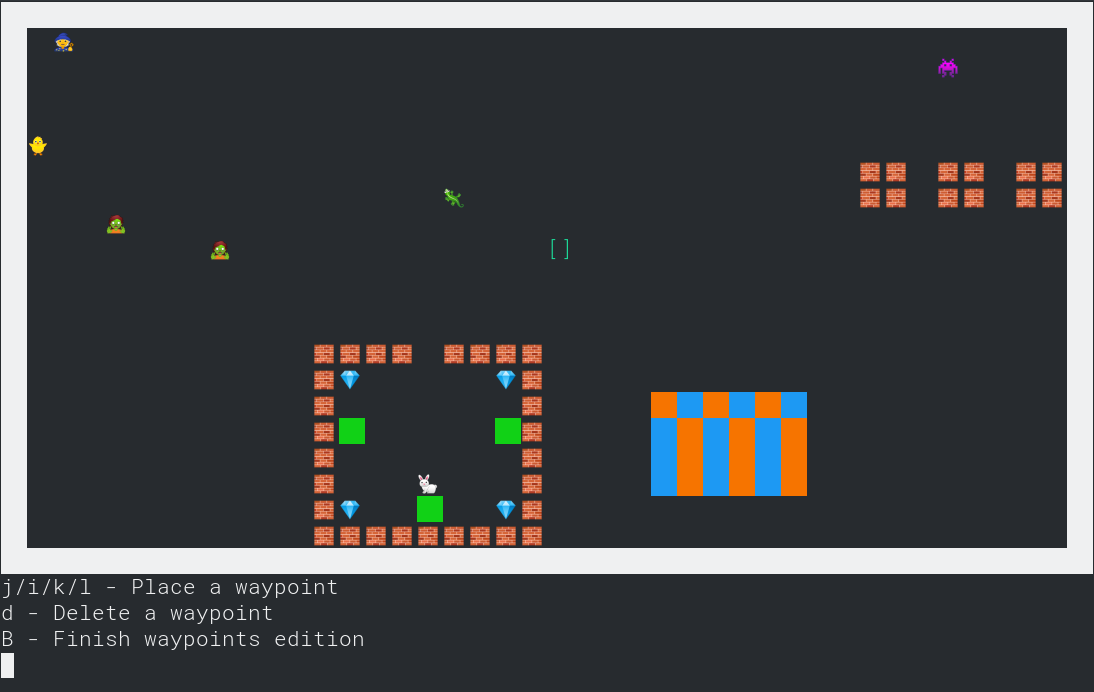 [ ]
j/i/k/l - Place a waypoint
d - Delete a waypoint
B - Finish waypoints edition